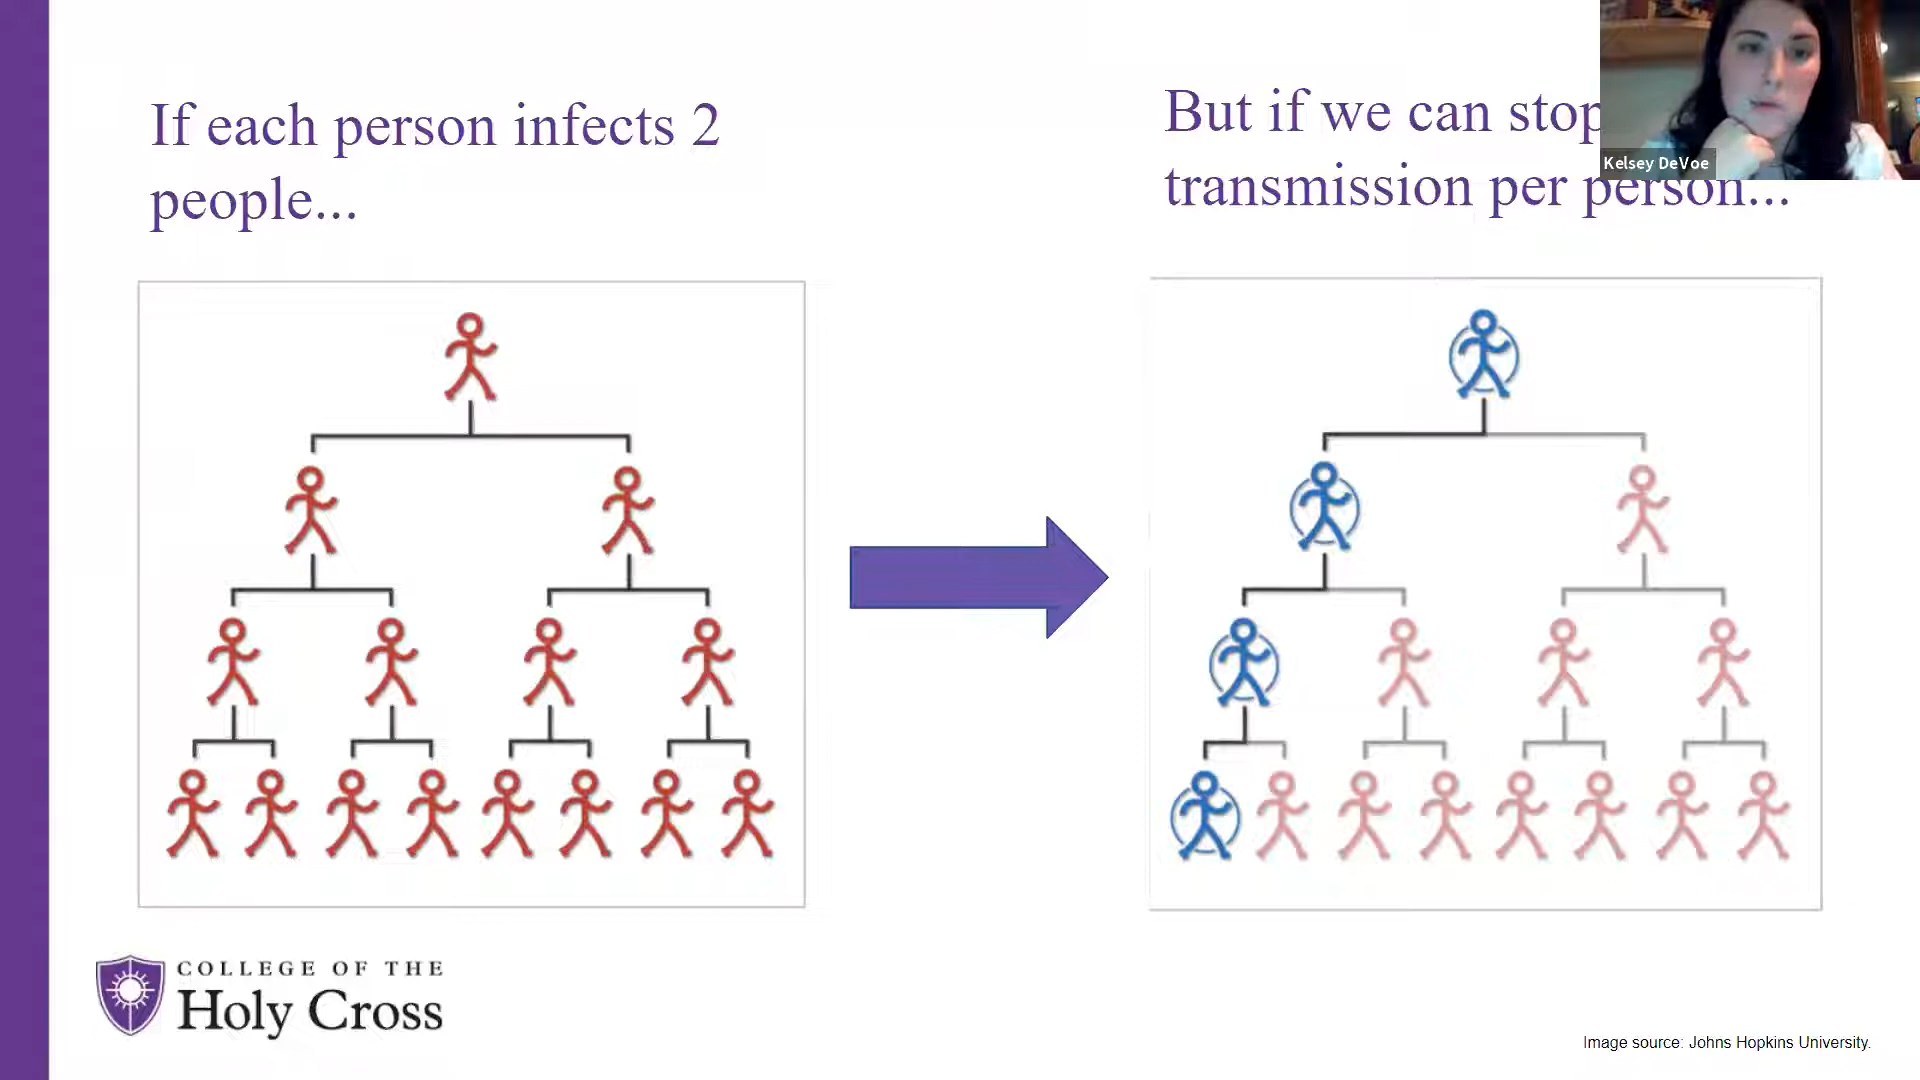 If each person infects 2
people...
But if we can stop
transmission per person...
Kelsey DeVoe
COLLEGE OF THE
Holy Cross
Image source: Johns Hopkins University.